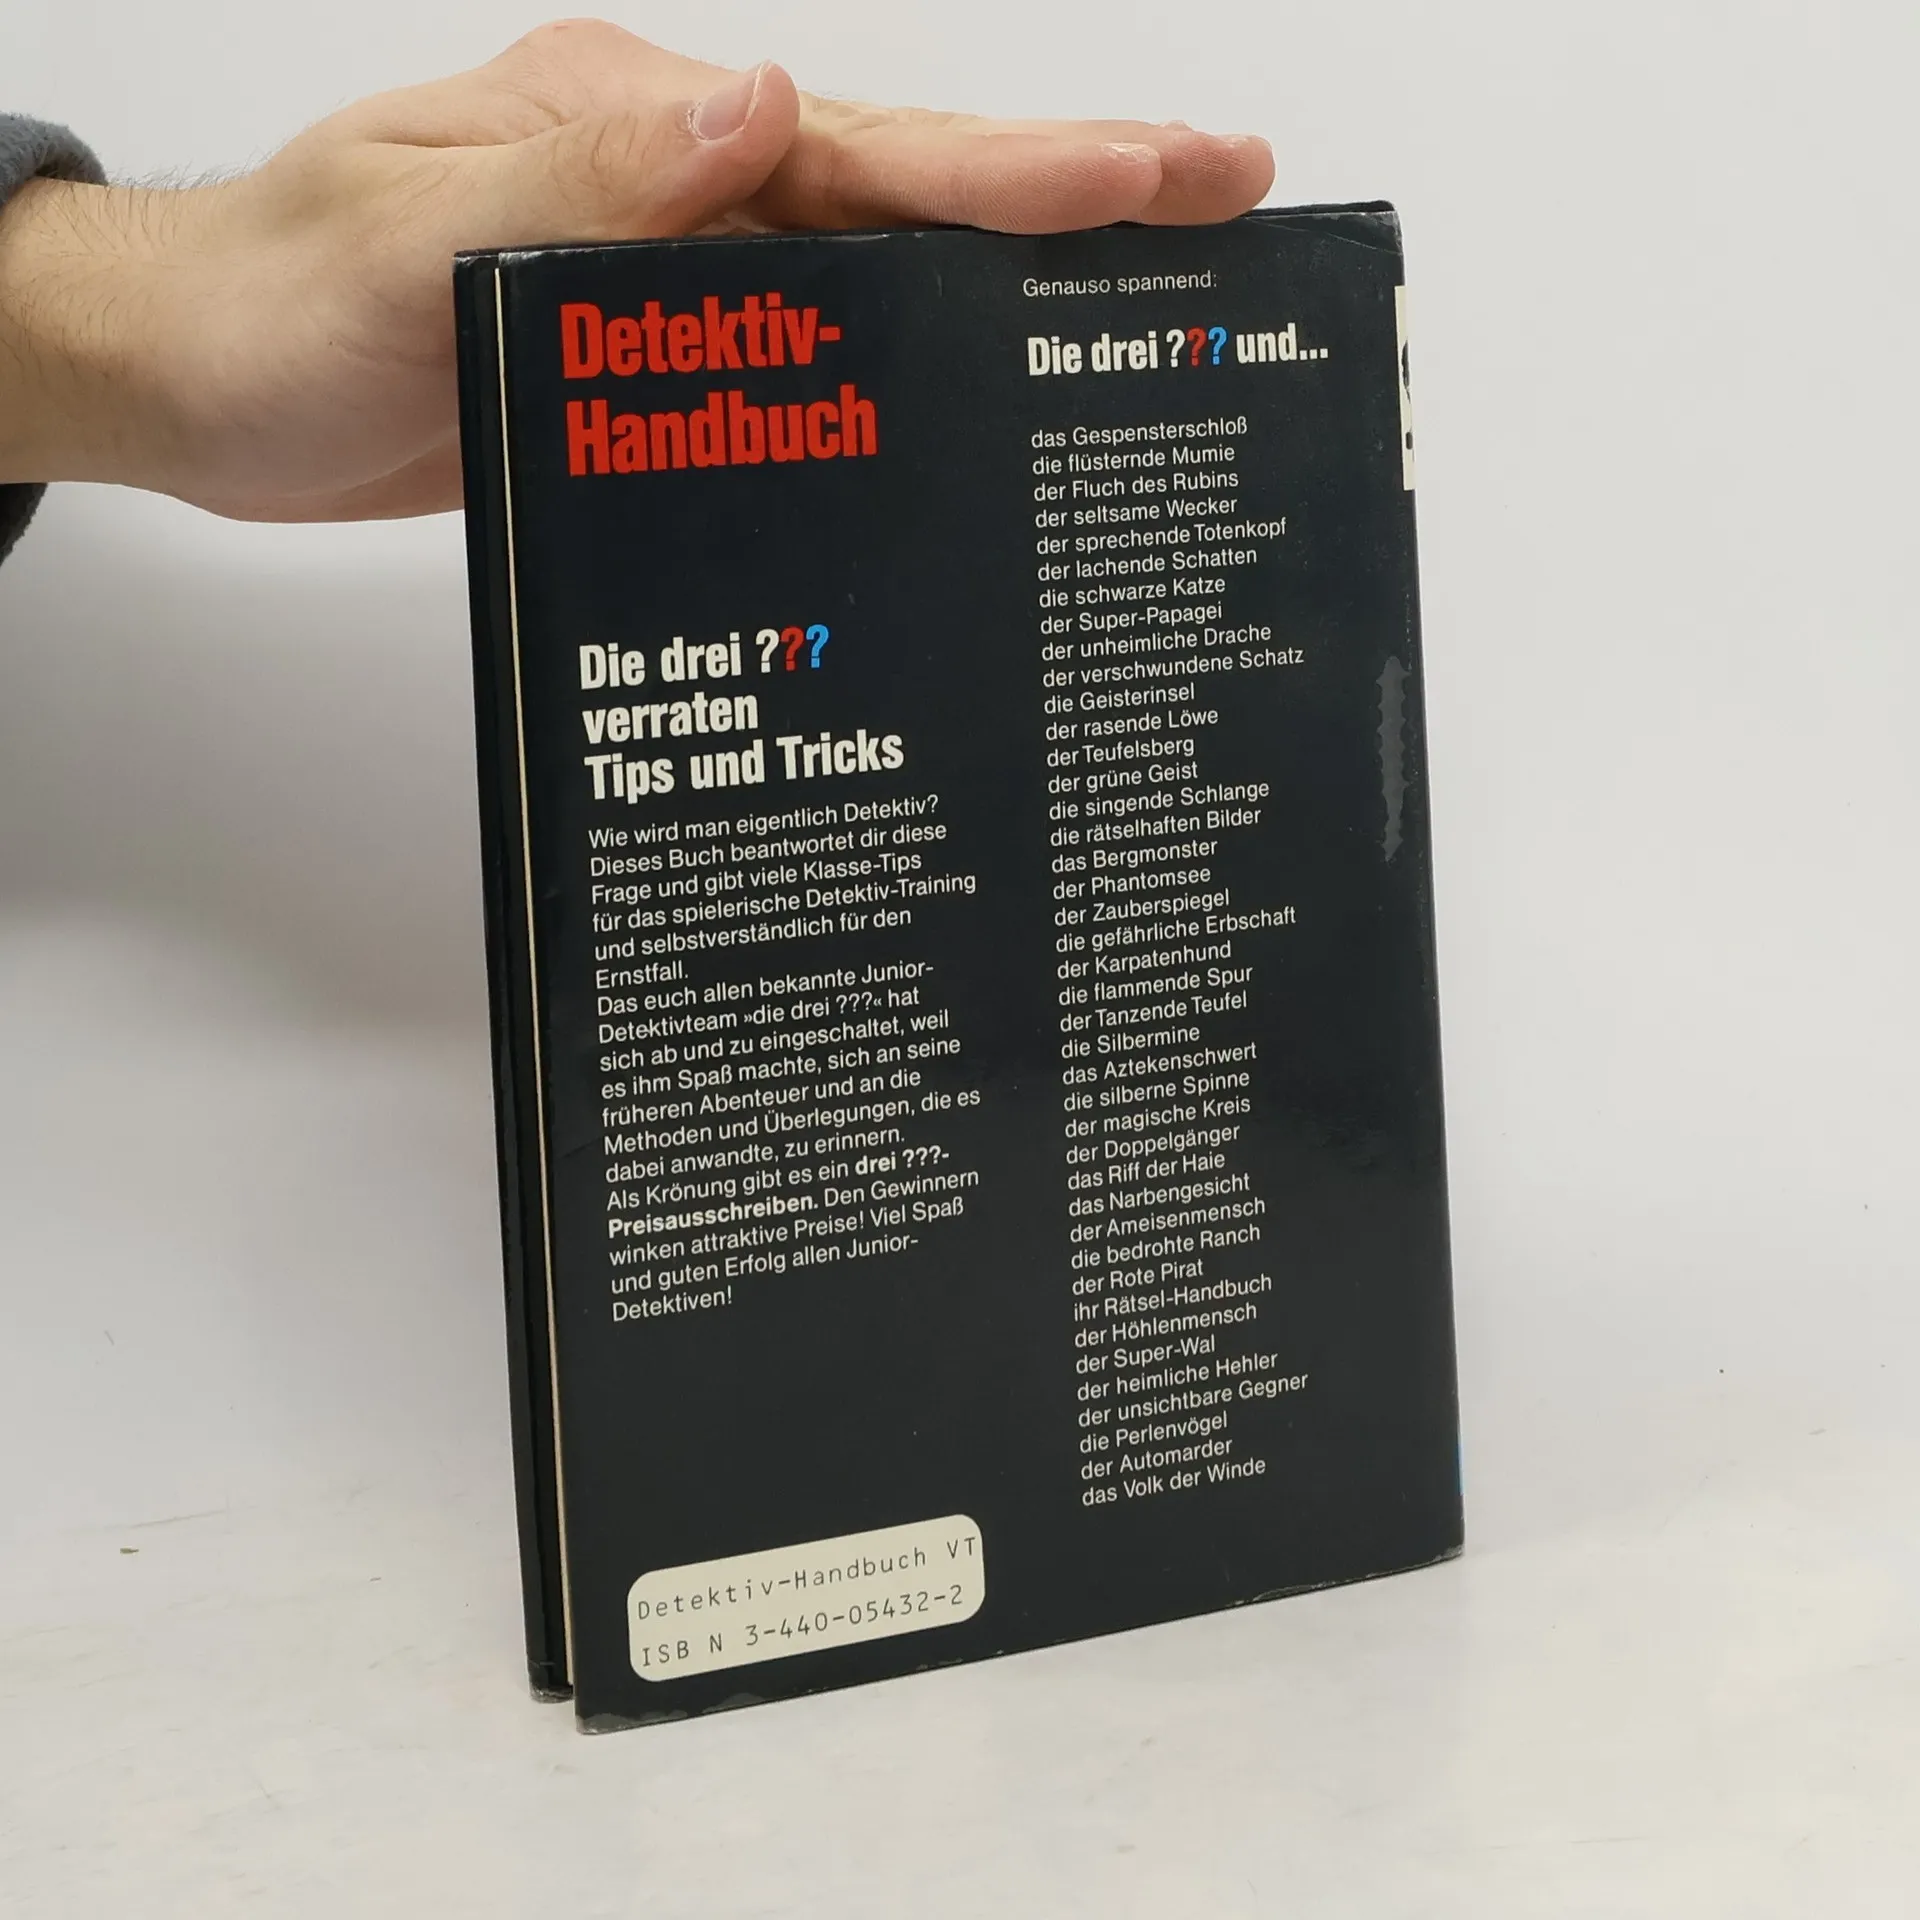 Detektiv-
Handbuch
Die drei ???
verraten
Tips und Tricks
Wie wird man eigentlich Detektiv?
Dieses Buch beantwortet dir diese
Frage und gibt viele Klasse-Tips
für das spielerische Detektiv-Training
und selbstverständlich für den
Ernstfall.
Das euch allen bekannte Junior-
Detektivteam »die drei ???« hat
sich ab und zu eingeschaltet, weil
es ihm Spaß machte, sich an seine
früheren Abenteuer und an die
Methoden und Überlegungen, die es
dabei anwandte, zu erinnern.
Als Krönung gibt es ein drei ???-
Preisausschreiben. Den Gewinnern
winken attraktive Preise! Viel Spaß
und guten Erfolg allen Junior-
Detektiven!
Detektiv-Handbuch VT
ISB N 3-440-05432-2
Genauso spannend:
Die drei ??? und...
das Gespensterschloß
die flüsternde Mumie
der Fluch des Rubins
der seltsame Wecker
der sprechende Totenkopf
der lachende Schatten
die schwarze Katze
der Super-Papagei
der unheimliche Drache
der verschwundene Schatz
die Geisterinsel
der rasende Löwe
der Teufelsberg
der grüne Geist
die singende Schlange
die rätselhaften Bilder
das Bergmonster
der Phantomsee
der Zauberspiegel
die gefährliche Erbschaft
der Karpatenhund
die flammende Spur
der Tanzende Teufel
die Silbermine
das Aztekenschwert
die silberne Spinne
der magische Kreis
der Doppelgänger
das Riff der Haie
das Narbengesicht
der Ameisenmensch
die bedrohte Ranch
der Rote Pirat
ihr Rätsel-Handbuch
der Höhlenmensch
der Super-Wal
der heimliche Hehler
der unsichtbare Gegner
die Perlenvögel
der Automarder
das Volk der Winde